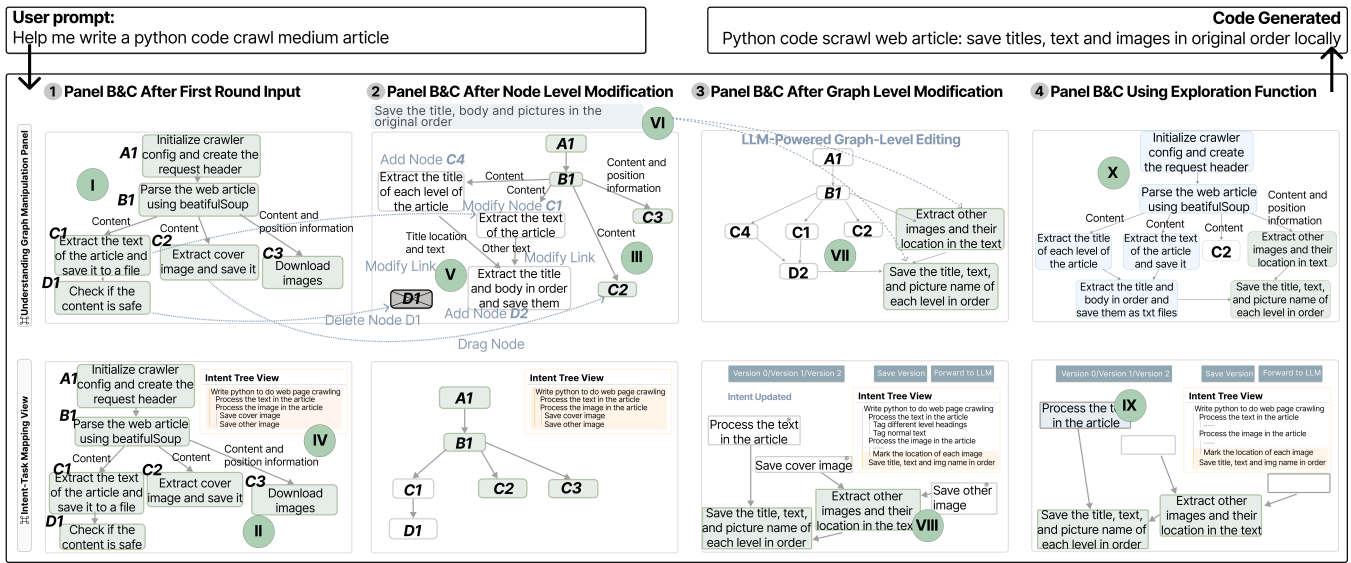 User prompt:
Help me write a python code crawl medium article
Code Generated
Python code scrawl web article: save titles, text and images in original order locally
1 Panel B&C After First Round Input
2 Panel B&C After Node Level Modification
3 Panel B&C After Graph Level Modification
4 Panel B&C Using Exploration Function
⌘Understanding Graph Manipulation Panel
A1
Initialize crawler
config and create the
request header
I
B1
Parse the web article
using beatifulSoup
Content
Content
Content and
position information
C1
Extract the text
of the article and
save it to a file
C2
Extract cover
image and save it
C3
Download
images
D1
Check if the
content is safe
Save the title, body and pictures in the
original order
VI
A1
Add Node C4
Extract the title
of each level of
the article
Content
Content
B1
Content and
position
information
Modify Node C1
Extract the text
of the article
C3
Title location
and text
Other text
Content
Modify Link
Modify Link
V
III
Extract the title
and body in order
and save them
C2
D1
Add Node D2
Delete Node D1
Drag Node
LLM-Powered Graph-Level Editing
A1
B1
C4
C1
C2
Extract other
images and their
location in the text
VII
D2
Save the title, text,
and picture name of
each level in order
Initialize crawler
config and create
the request header
X
Parse the web article
using beatifulSoup
Content
Content
Content
Content and
position
information
Extract the title
of each level of
the article
Extract the text
of the article
and save it
C2
Extract other
images and their
location in text
Extract the title and
body in order and
save them as txt files
Save the title, text,
and picture name of
each level in order
⌘Intent-Task Mapping View
A1
Initialize crawler
config and create the
request header
B1
Parse the web article
using beatifulSoup
Intent Tree View
Write python to do web page crawling
Process the text in the article
Process the image in the article
Save cover image
Save other image
IV
Content
Content
Content and
position information
C1
Extract the text
of the article and
save it to a file
C2
Extract cover
image and save it
C3
Download
images
D1
Check if the
content is safe
II
A1
B1
C1
C2
C3
D1
Intent Tree View
Write python to do web page crawling
Process the text in the article
Process the image in the article
Save cover image
Save other image
Version 0/Version 1/Version 2
Save Version
Forward to LLM
Intent Updated
Process the text
in the article
Intent Tree View
Write python to do web page crawling
Process the text in the article
Tag different level headings
Tag normal text
Process the image in the article
......
Mark the location of each image
Save title, text and img name in order
Save cover image
Extract other
images and their
location in the text
Save other
image
VIII
Save the title, text,
and picture name of
each level in order
Version 0/Version 1/Version 2
Save Version
Forward to LLM
Process the
in the article
IX
Intent Tree View
Write python to do web page crawling
Process the text in the article
......
Process the image in the article
......
Mark the location of each image
Save title, text and img name in order
Extract other
images and their
location in the text
Save the title, text,
and picture name of
each level in order